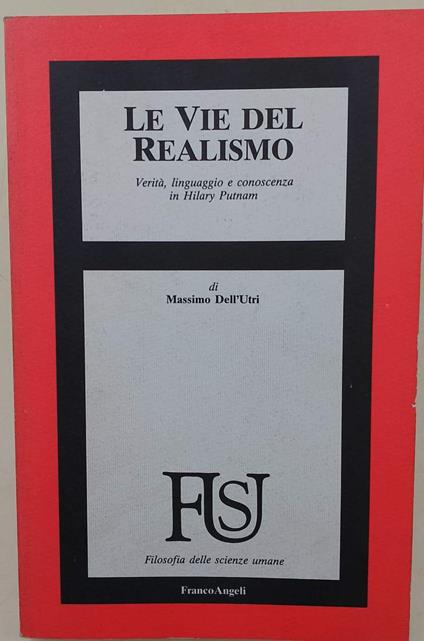 LE VIE DEL
REALISMO
Verità, linguaggio e conoscenza
in Hilary Putnam
di
Massimo Dell'Utri
FSU
Filosofia delle scienze umane
FrancoAngeli